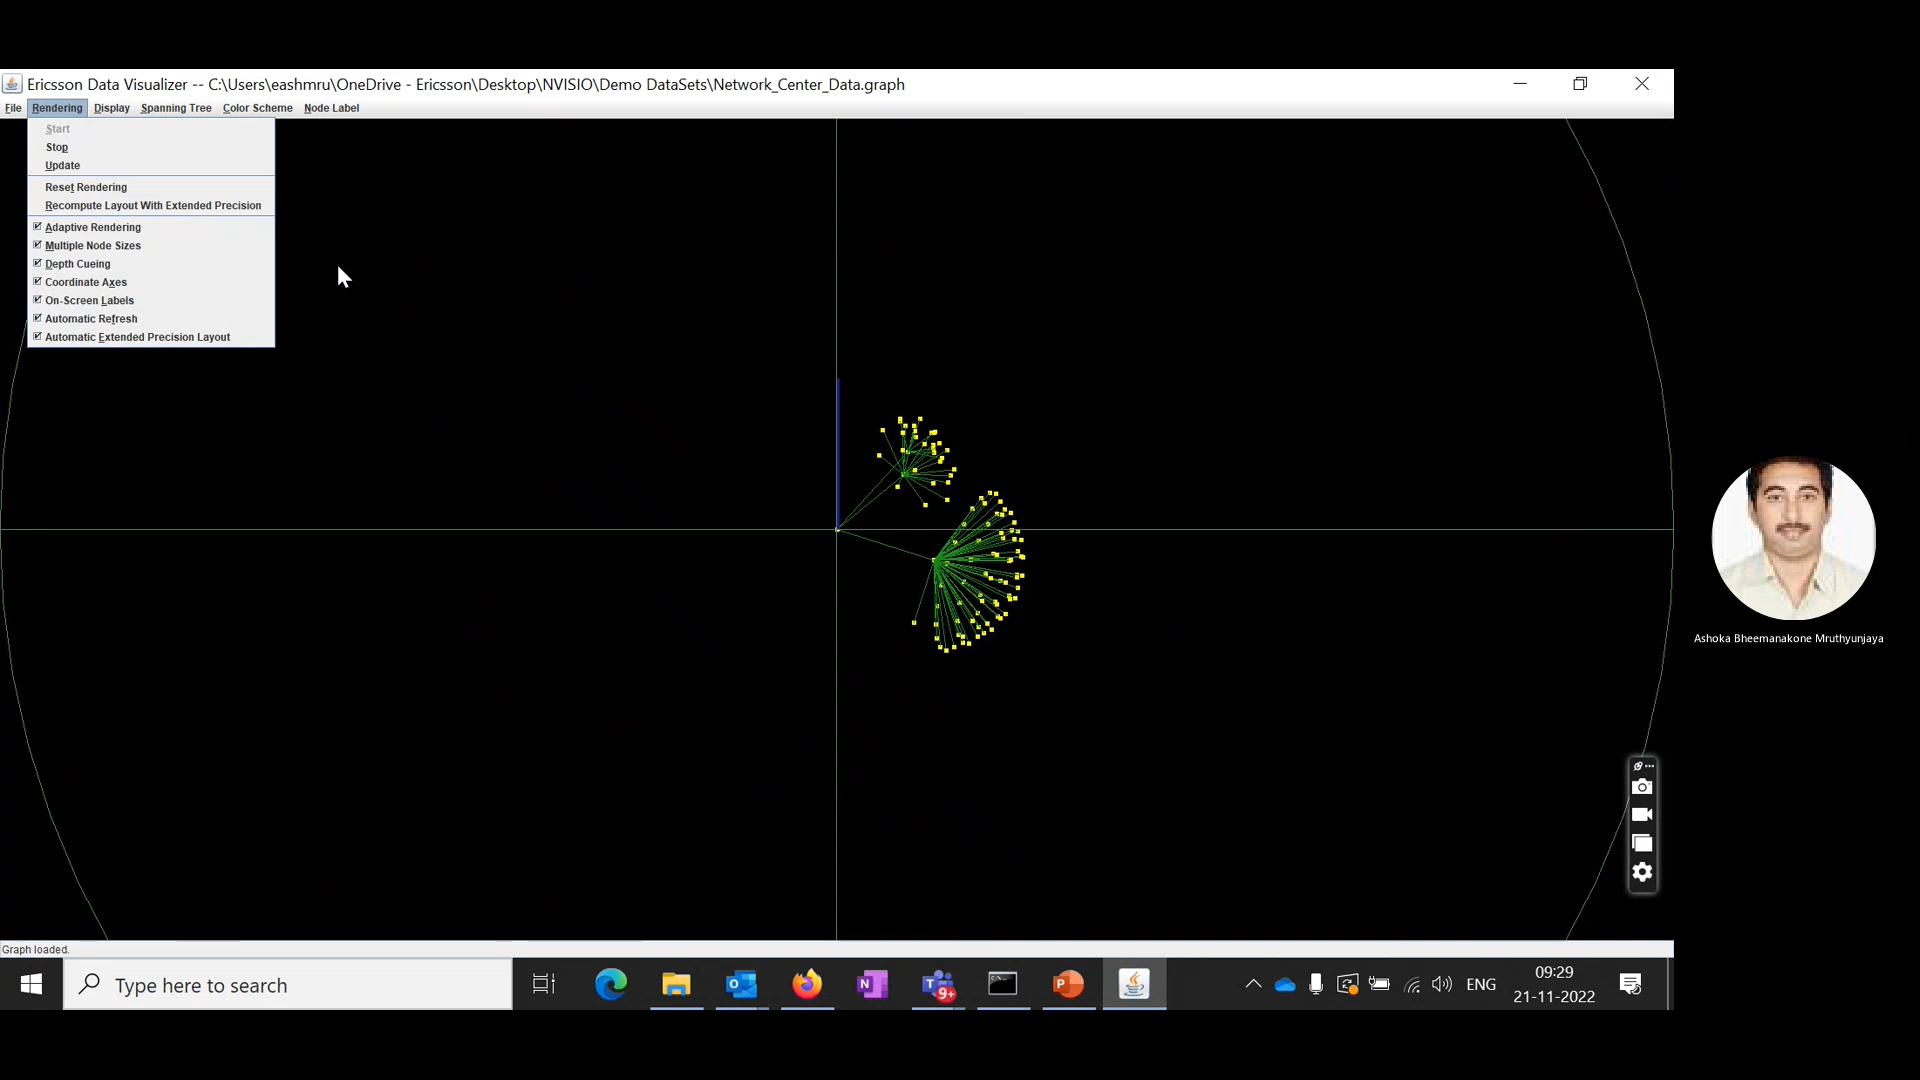 Ericsson Data Visualizer -- C:\Users\eashmru\OneDrive - Ericsson\Desktop\NVISIO\Demo DataSets\Network_Center_Data.graph
File Rendering Display Spanning Tree Color Scheme Node Label
Start
Stop
Update
Reset Rendering
Recompute Layout With Extended Precision
Adaptive Rendering
Multiple Node Sizes
Depth Cueing
Coordinate Axes
On-Screen Labels
Automatic Refresh
Automatic Extended Precision Layout
Ashoka Bheemanakone Mruthyunjaya
Graph loaded.
Type here to search
9+
ENG
09:29
21-11-2022